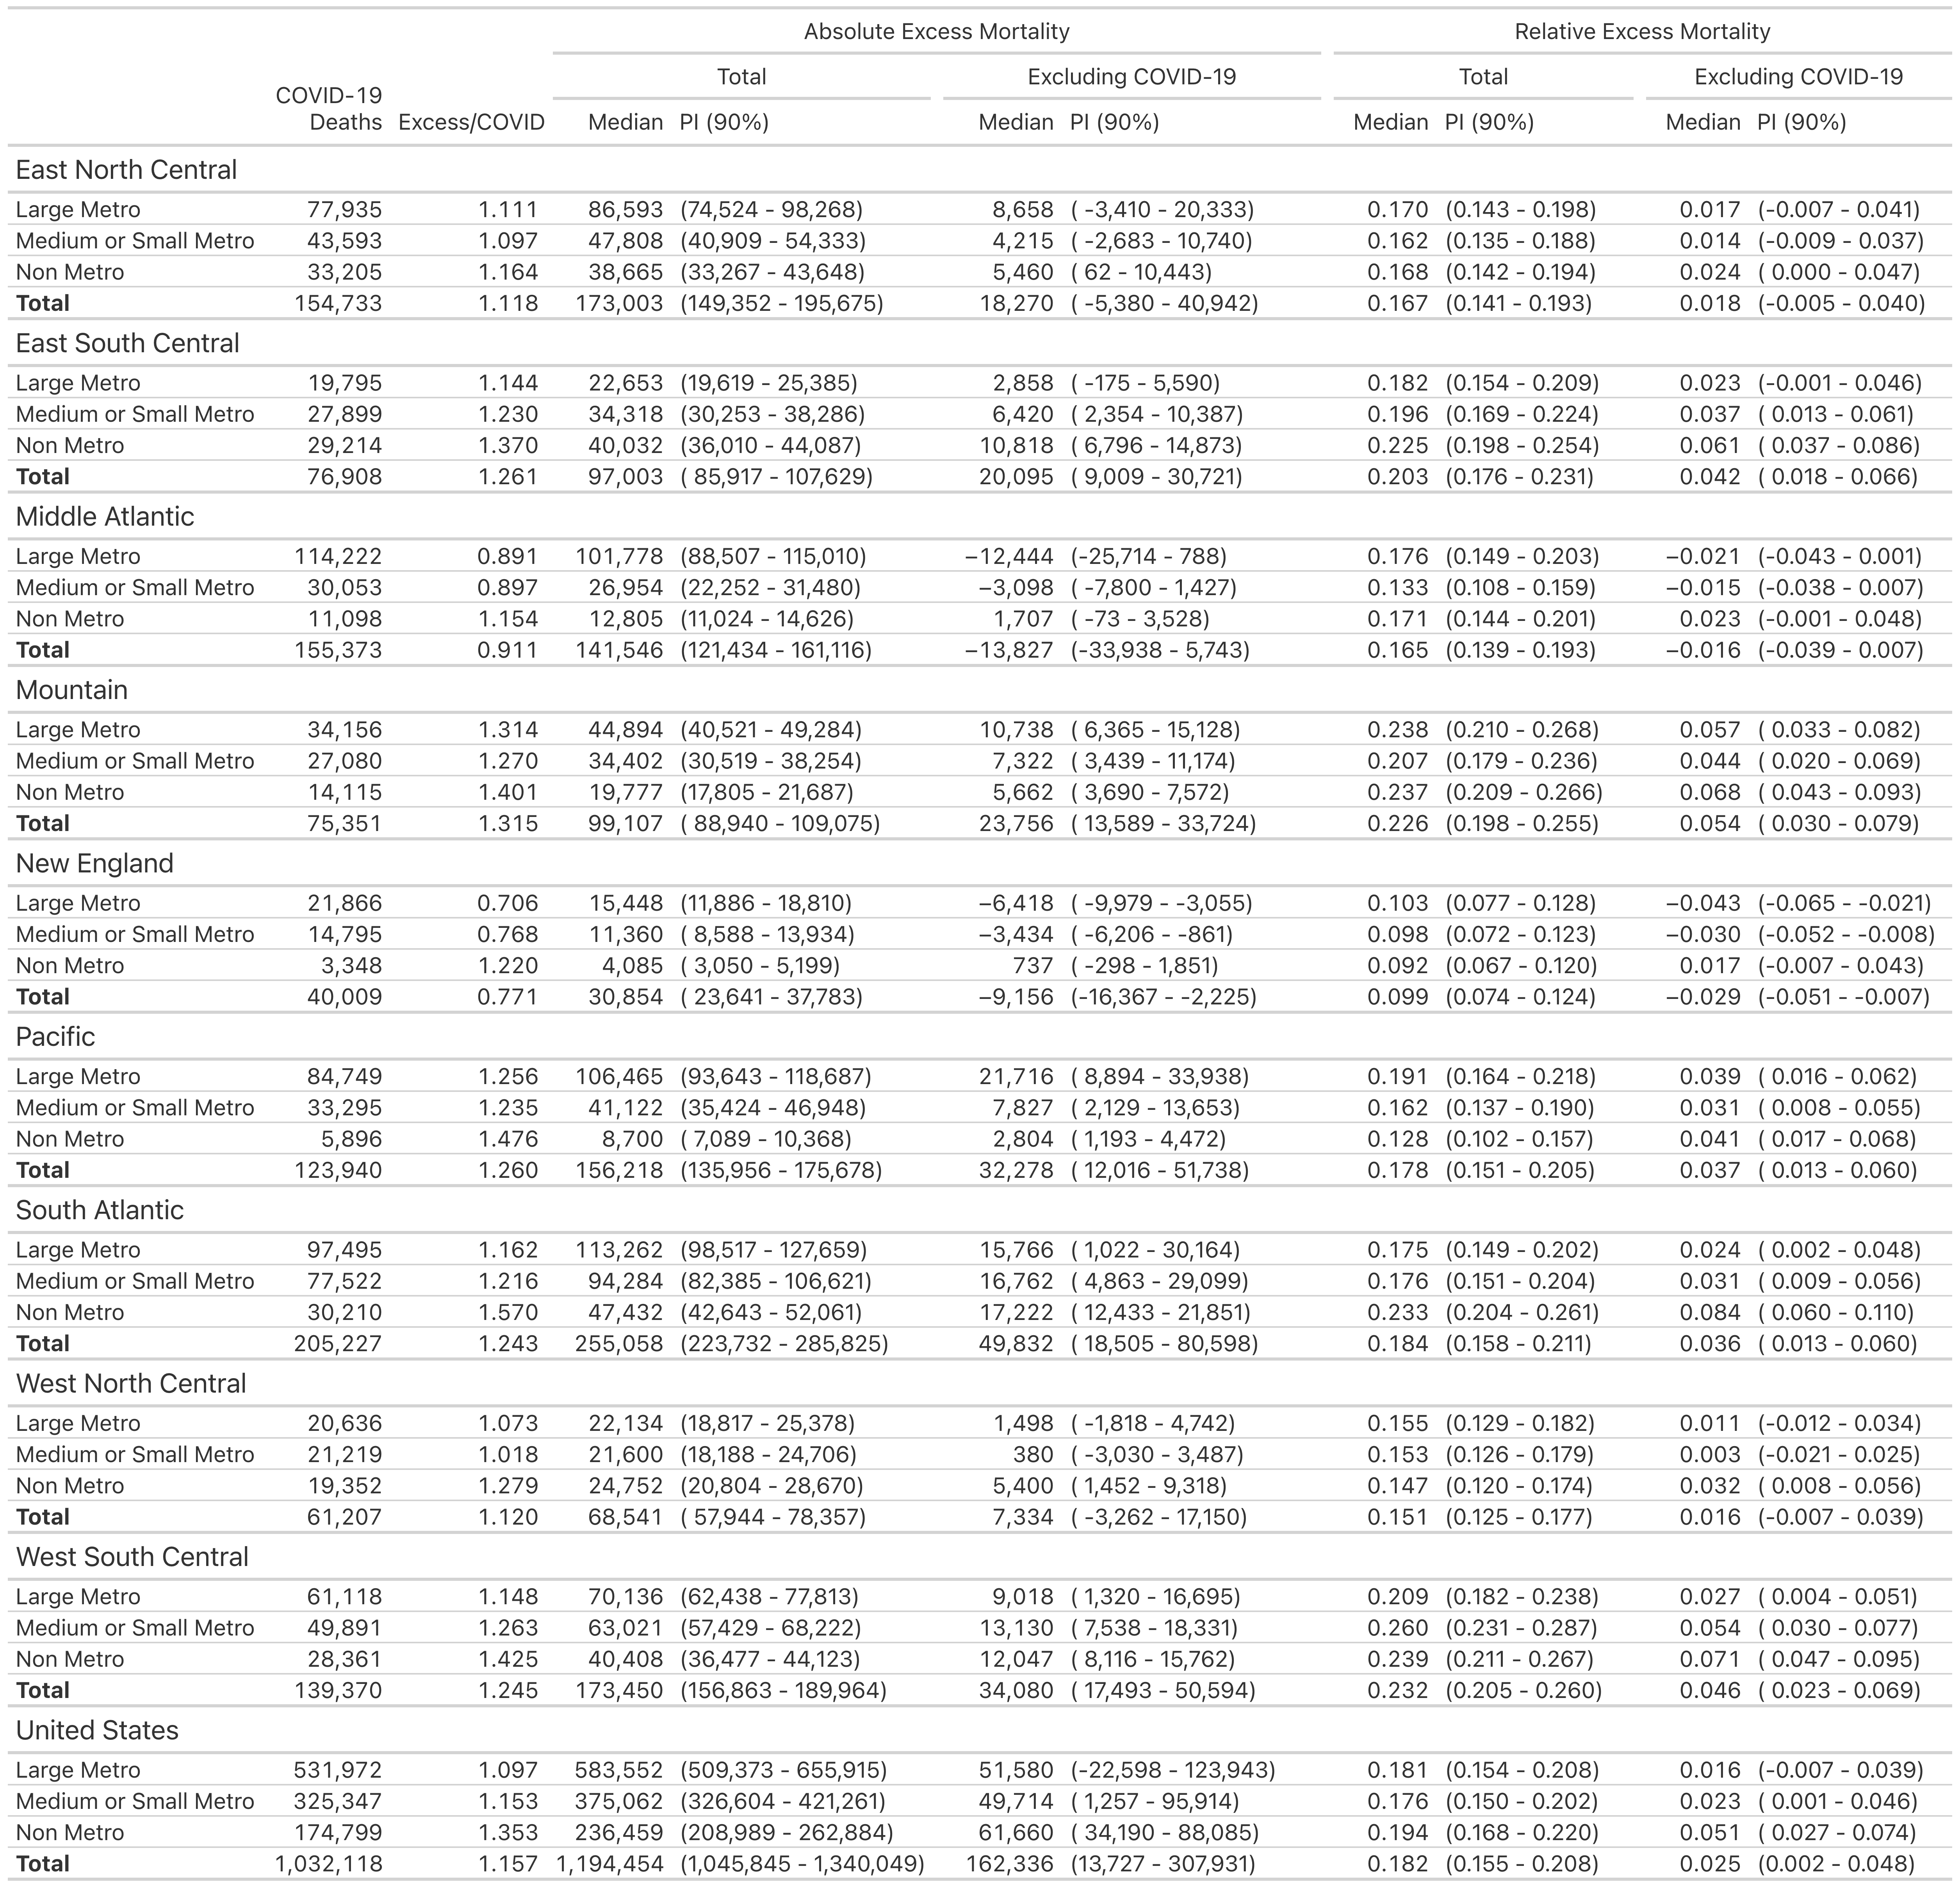 Absolute Excess Mortality Relative Excess Mortality
Total Excluding COVID-19 Total Excluding COVID-19
COVID-19
Deaths Excess/COVID Median PI (90%) Median PI (90%) Median PI (90%) Median PI (90%)
East North Central
Large Metro 77,935 1.111 86,593 (74,524 - 98,268) 8,658 ( -3,410 - 20,333) 0.170 (0.143 - 0.198) 0.017 (-0.007 - 0.041)
Medium or Small Metro 43,593 1.097 47,808 (40,909 - 54,333) 4,215 ( -2,683 - 10,740) 0.162 (0.135 - 0.188) 0.014 (-0.009 - 0.037)
Non Metro 33,205 1.164 38,665 (33,267 - 43,648) 5,460 ( 62 - 10,443) 0.168 (0.142 - 0.194) 0.024 ( 0.000 - 0.047)
Total 154,733 1.118 173,003 (149,352 - 195,675) 18,270 ( -5,380 - 40,942) 0.167 (0.141 - 0.193) 0.018 (-0.005 - 0.040)
East South Central
Large Metro 19,795 1.144 22,653 (19,619 - 25,385) 2,858 ( -175 - 5,590) 0.182 (0.154 - 0.209) 0.023 (-0.001 - 0.046)
Medium or Small Metro 27,899 1.230 34,318 (30,253 - 38,286) 6,420 ( 2,354 - 10,387) 0.196 (0.169 - 0.224) 0.037 ( 0.013 - 0.061)
Non Metro 29,214 1.370 40,032 (36,010 - 44,087) 10,818 ( 6,796 - 14,873) 0.225 (0.198 - 0.254) 0.061 ( 0.037 - 0.086)
Total 76,908 1.261 97,003 ( 85,917 - 107,629) 20,095 ( 9,009 - 30,721) 0.203 (0.176 - 0.231) 0.042 ( 0.018 - 0.066)
Middle Atlantic
Large Metro 114,222 0.891 101,778 (88,507 - 115,010) −12,444 (-25,714 - 788) 0.176 (0.149 - 0.203) −0.021 (-0.043 - 0.001)
Medium or Small Metro 30,053 0.897 26,954 (22,252 - 31,480) −3,098 ( -7,800 - 1,427) 0.133 (0.108 - 0.159) −0.015 (-0.038 - 0.007)
Non Metro 11,098 1.154 12,805 (11,024 - 14,626) 1,707 ( -73 - 3,528) 0.171 (0.144 - 0.201) 0.023 (-0.001 - 0.048)
Total 155,373 0.911 141,546 (121,434 - 161,116) −13,827 (-33,938 - 5,743) 0.165 (0.139 - 0.193) −0.016 (-0.039 - 0.007)
Mountain
Large Metro 34,156 1.314 44,894 (40,521 - 49,284) 10,738 ( 6,365 - 15,128) 0.238 (0.210 - 0.268) 0.057 ( 0.033 - 0.082)
Medium or Small Metro 27,080 1.270 34,402 (30,519 - 38,254) 7,322 ( 3,439 - 11,174) 0.207 (0.179 - 0.236) 0.044 ( 0.020 - 0.069)
Non Metro 14,115 1.401 19,777 (17,805 - 21,687) 5,662 ( 3,690 - 7,572) 0.237 (0.209 - 0.266) 0.068 ( 0.043 - 0.093)
Total 75,351 1.315 99,107 ( 88,940 - 109,075) 23,756 ( 13,589 - 33,724) 0.226 (0.198 - 0.255) 0.054 ( 0.030 - 0.079)
New England
Large Metro 21,866 0.706 15,448 (11,886 - 18,810) −6,418 ( -9,979 - -3,055) 0.103 (0.077 - 0.128) −0.043 (-0.065 - -0.021)
Medium or Small Metro 14,795 0.768 11,360 ( 8,588 - 13,934) −3,434 ( -6,206 - -861) 0.098 (0.072 - 0.123) −0.030 (-0.052 - -0.008)
Non Metro 3,348 1.220 4,085 ( 3,050 - 5,199) 737 ( -298 - 1,851) 0.092 (0.067 - 0.120) 0.017 (-0.007 - 0.043)
Total 40,009 0.771 30,854 ( 23,641 - 37,783) −9,156 (-16,367 - -2,225) 0.099 (0.074 - 0.124) −0.029 (-0.051 - -0.007)
Pacific
Large Metro 84,749 1.256 106,465 (93,643 - 118,687) 21,716 ( 8,894 - 33,938) 0.191 (0.164 - 0.218) 0.039 ( 0.016 - 0.062)
Medium or Small Metro 33,295 1.235 41,122 (35,424 - 46,948) 7,827 ( 2,129 - 13,653) 0.162 (0.137 - 0.190) 0.031 ( 0.008 - 0.055)
Non Metro 5,896 1.476 8,700 ( 7,089 - 10,368) 2,804 ( 1,193 - 4,472) 0.128 (0.102 - 0.157) 0.041 ( 0.017 - 0.068)
Total 123,940 1.260 156,218 (135,956 - 175,678) 32,278 ( 12,016 - 51,738) 0.178 (0.151 - 0.205) 0.037 ( 0.013 - 0.060)
South Atlantic
Large Metro 97,495 1.162 113,262 (98,517 - 127,659) 15,766 ( 1,022 - 30,164) 0.175 (0.149 - 0.202) 0.024 ( 0.002 - 0.048)
Medium or Small Metro 77,522 1.216 94,284 (82,385 - 106,621) 16,762 ( 4,863 - 29,099) 0.176 (0.151 - 0.204) 0.031 ( 0.009 - 0.056)
Non Metro 30,210 1.570 47,432 (42,643 - 52,061) 17,222 ( 12,433 - 21,851) 0.233 (0.204 - 0.261) 0.084 ( 0.060 - 0.110)
Total 205,227 1.243 255,058 (223,732 - 285,825) 49,832 ( 18,505 - 80,598) 0.184 (0.158 - 0.211) 0.036 ( 0.013 - 0.060)
West North Central
Large Metro 20,636 1.073 22,134 (18,817 - 25,378) 1,498 ( -1,818 - 4,742) 0.155 (0.129 - 0.182) 0.011 (-0.012 - 0.034)
Medium or Small Metro 21,219 1.018 21,600 (18,188 - 24,706) 380 ( -3,030 - 3,487) 0.153 (0.126 - 0.179) 0.003 (-0.021 - 0.025)
Non Metro 19,352 1.279 24,752 (20,804 - 28,670) 5,400 ( 1,452 - 9,318) 0.147 (0.120 - 0.174) 0.032 ( 0.008 - 0.056)
Total 61,207 1.120 68,541 ( 57,944 - 78,357) 7,334 ( -3,262 - 17,150) 0.151 (0.125 - 0.177) 0.016 (-0.007 - 0.039)
West South Central
Large Metro 61,118 1.148 70,136 (62,438 - 77,813) 9,018 ( 1,320 - 16,695) 0.209 (0.182 - 0.238) 0.027 ( 0.004 - 0.051)
Medium or Small Metro 49,891 1.263 63,021 (57,429 - 68,222) 13,130 ( 7,538 - 18,331) 0.260 (0.231 - 0.287) 0.054 ( 0.030 - 0.077)
Non Metro 28,361 1.425 40,408 (36,477 - 44,123) 12,047 ( 8,116 - 15,762) 0.239 (0.211 - 0.267) 0.071 ( 0.047 - 0.095)
Total 139,370 1.245 173,450 (156,863 - 189,964) 34,080 ( 17,493 - 50,594) 0.232 (0.205 - 0.260) 0.046 ( 0.023 - 0.069)
United States
Large Metro 531,972 1.097 583,552 (509,373 - 655,915) 51,580 (-22,598 - 123,943) 0.181 (0.154 - 0.208) 0.016 (-0.007 - 0.039)
Medium or Small Metro 325,347 1.153 375,062 (326,604 - 421,261) 49,714 ( 1,257 - 95,914) 0.176 (0.150 - 0.202) 0.023 ( 0.001 - 0.046)
Non Metro 174,799 1.353 236,459 (208,989 - 262,884) 61,660 ( 34,190 - 88,085) 0.194 (0.168 - 0.220) 0.051 ( 0.027 - 0.074)
Total 1,032,118 1.157 1,194,454 (1,045,845 - 1,340,049) 162,336 (13,727 - 307,931) 0.182 (0.155 - 0.208) 0.025 (0.002 - 0.048)